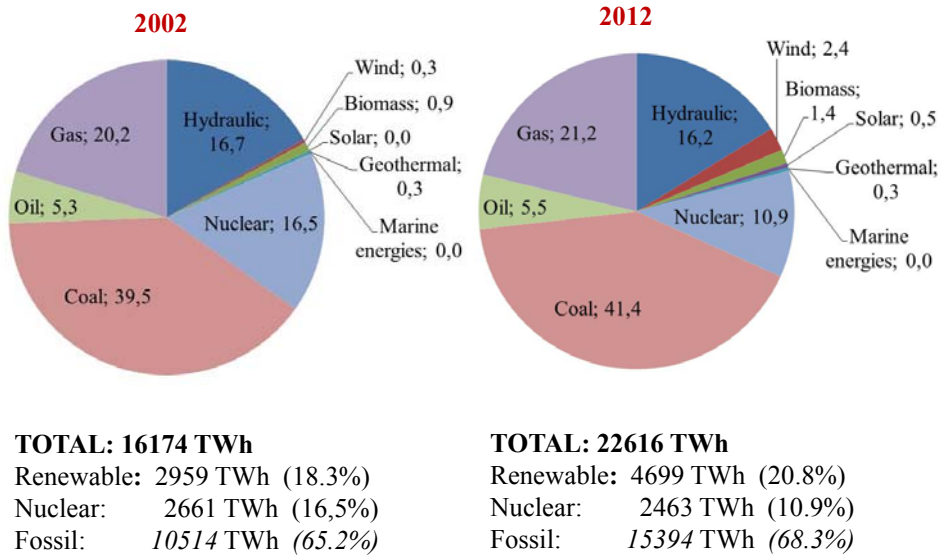 2002
Wind; 0,3
Biomass; 0,9
Solar; 0,0
Geothermal;
0,3
Marine
energies; 0,0
Hydraulic;
16,7
Gas; 20,2
Oil; 5,3
Nuclear; 16,5
Coal; 39,5
TOTAL: 16174 TWh
Renewable: 2959 TWh (18.3%)
Nuclear: 2661 TWh (16,5%)
Fossil: 10514 TWh (65.2%)
2012
Wind; 2,4
Biomass;
1,4
Solar; 0,5
Geothermal;
0,3
Marine
energies; 0,0
Hydraulic;
16,2
Gas; 21,2
Oil; 5,5
Nuclear; 10,9
Coal; 41,4
TOTAL: 22616 TWh
Renewable: 4699 TWh (20.8%)
Nuclear: 2463 TWh (10.9%)
Fossil: 15394 TWh (68.3%)